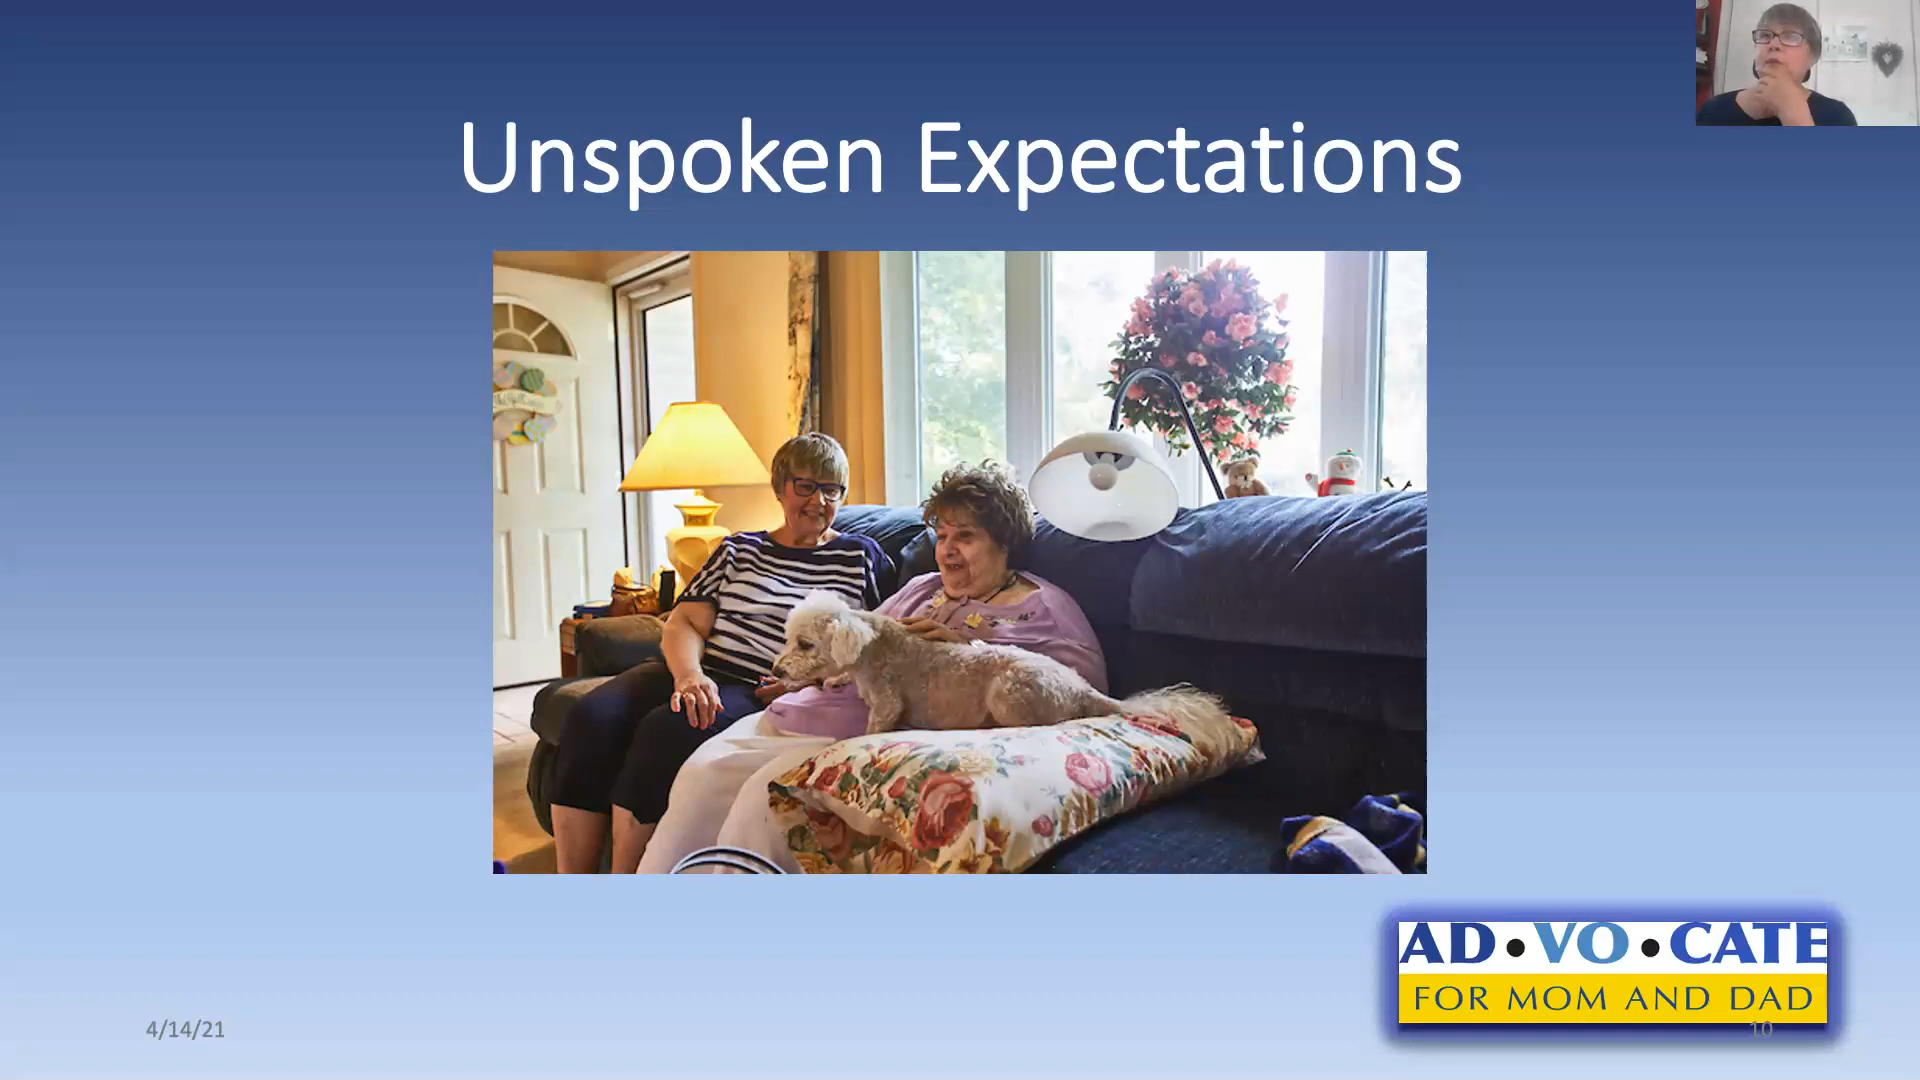 Unspoken Expectations
AD•VO•CATE
FOR MOM AND DAD
4/14/21
10